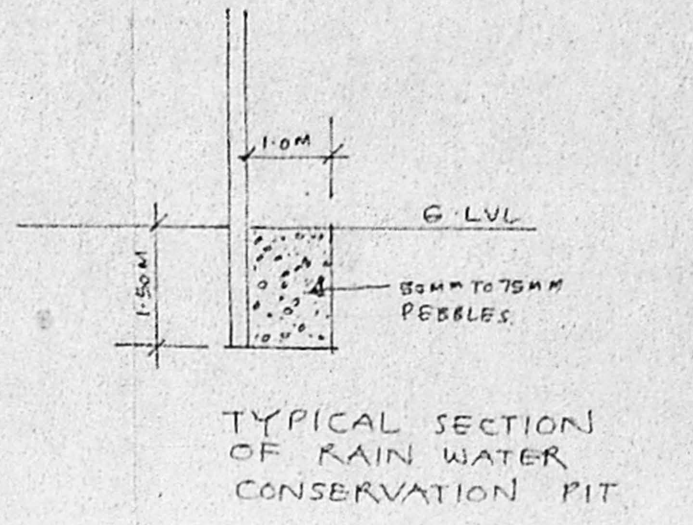 1.0M
G.LVL
1.50M
50MM TO 75MM
PEBBLES.
TYPICAL SECTION
OF RAIN WATER
CONSERVATION PIT